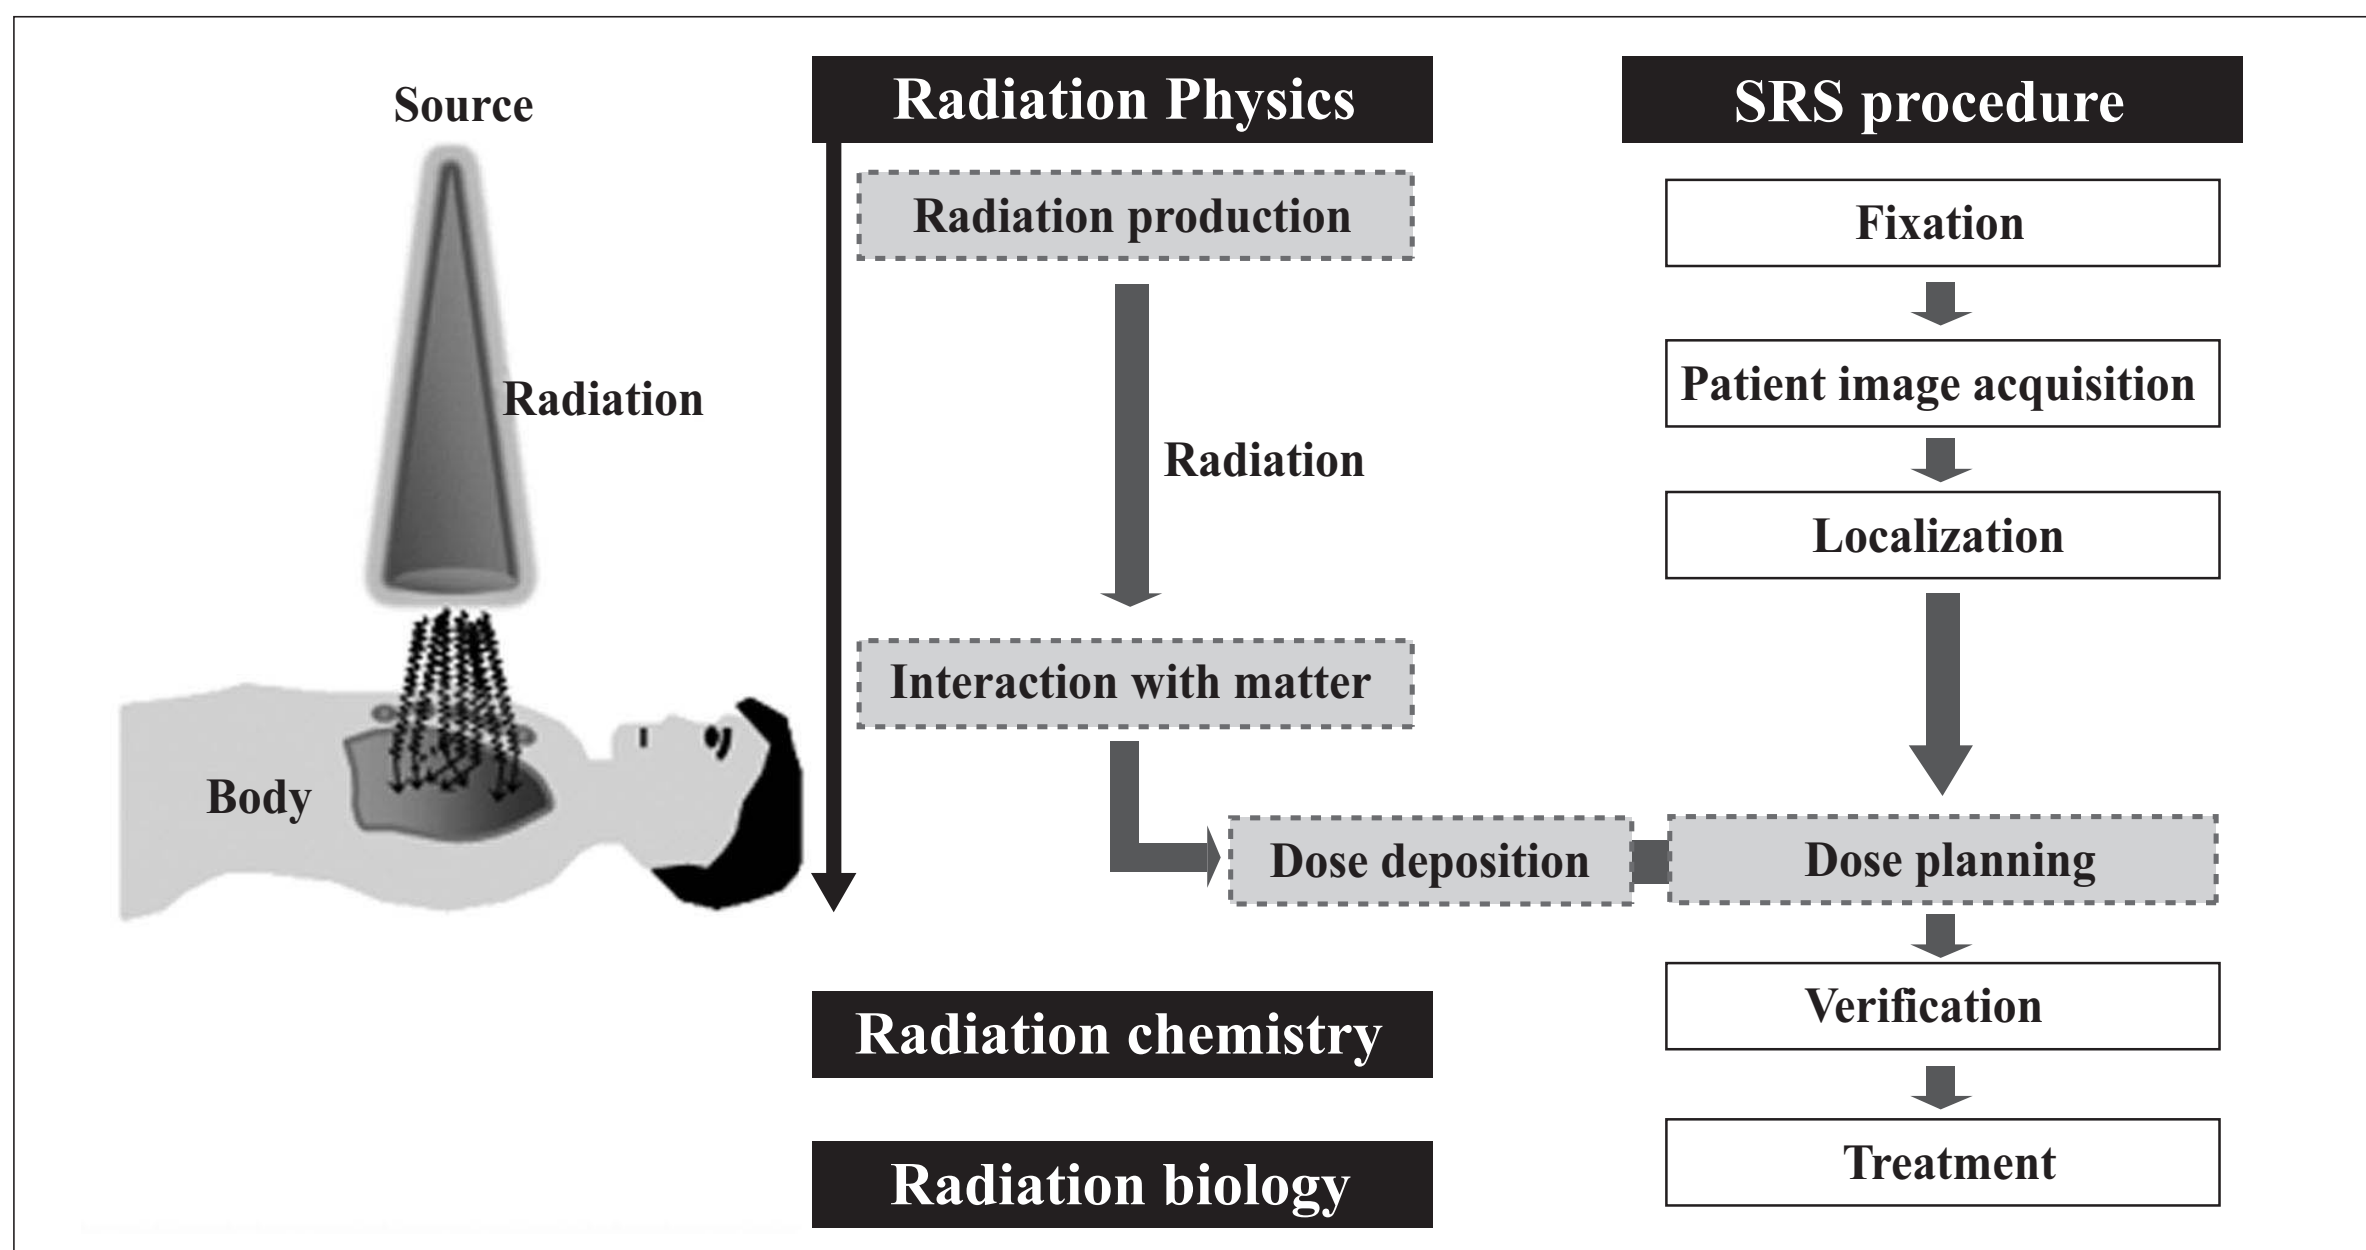 Source
Radiation
Body
Radiation Physics
Radiation production
Radiation
Interaction with matter
Dose deposition
Radiation chemistry
Radiation biology
SRS procedure
Fixation
Patient image acquisition
Localization
Dose planning
Verification
Treatment